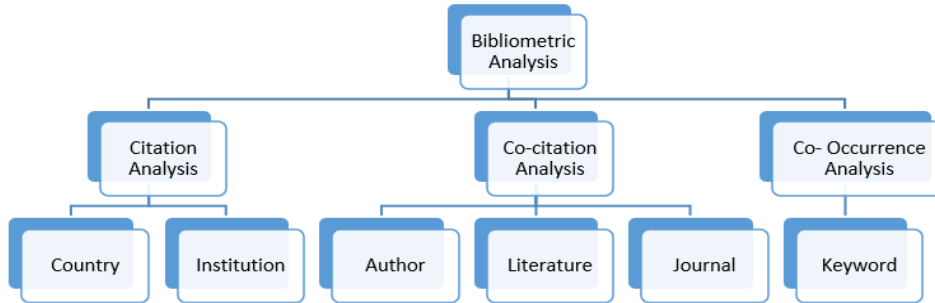 Bibliometric
Analysis
Citation
Analysis
Co-citation
Analysis
Co- Occurrence
Analysis
Country
Institution
Author
Literature
Journal
Keyword